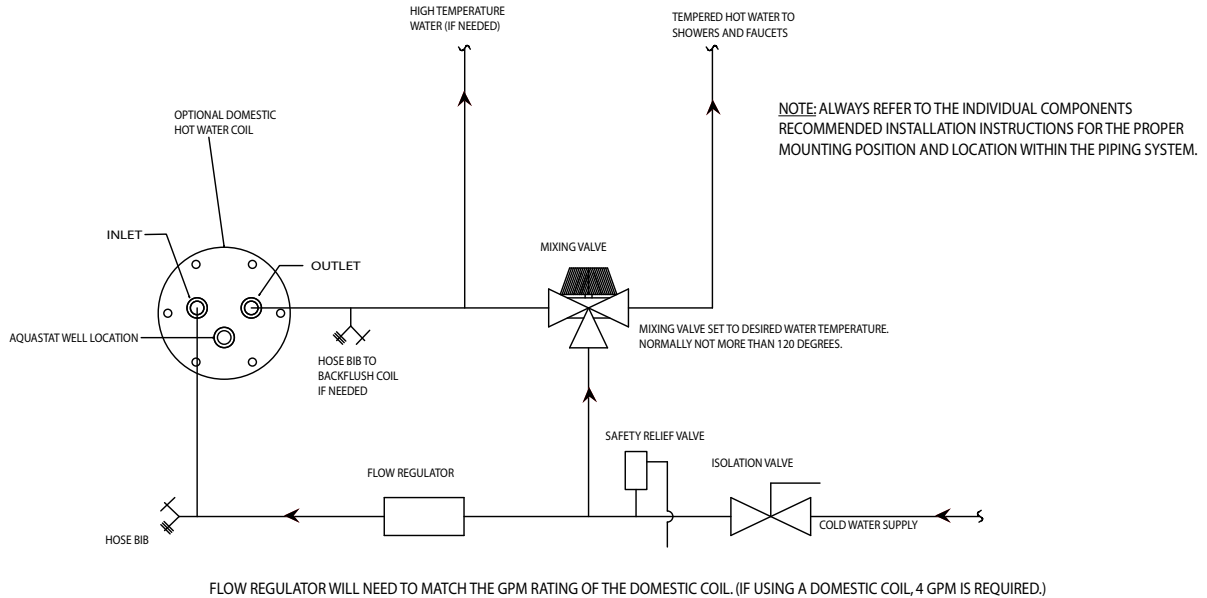 HIGH TEMPERATURE
WATER (IF NEEDED)
TEMPERED HOT WATER TO
SHOWERS AND FAUCETS
NOTE: ALWAYS REFER TO THE INDIVIDUAL COMPONENTS
RECOMMENDED INSTALLATION INSTRUCTIONS FOR THE PROPER
MOUNTING POSITION AND LOCATION WITHIN THE PIPING SYSTEM.
OPTIONAL DOMESTIC
HOT WATER COIL
INLET
OUTLET
MIXING VALVE
AQUASTAT WELL LOCATION
MIXING VALVE SET TO DESIRED WATER TEMPERATURE.
NORMALLY NOT MORE THAN 120 DEGREES.
HOSE BIB TO
BACKFLUSH COIL
IF NEEDED
SAFETY RELIEF VALVE
ISOLATION VALVE
FLOW REGULATOR
COLD WATER SUPPLY
HOSE BIB
FLOW REGULATOR WILL NEED TO MATCH THE GPM RATING OF THE DOMESTIC COIL. (IF USING A DOMESTIC COIL, 4 GPM IS REQUIRED.)